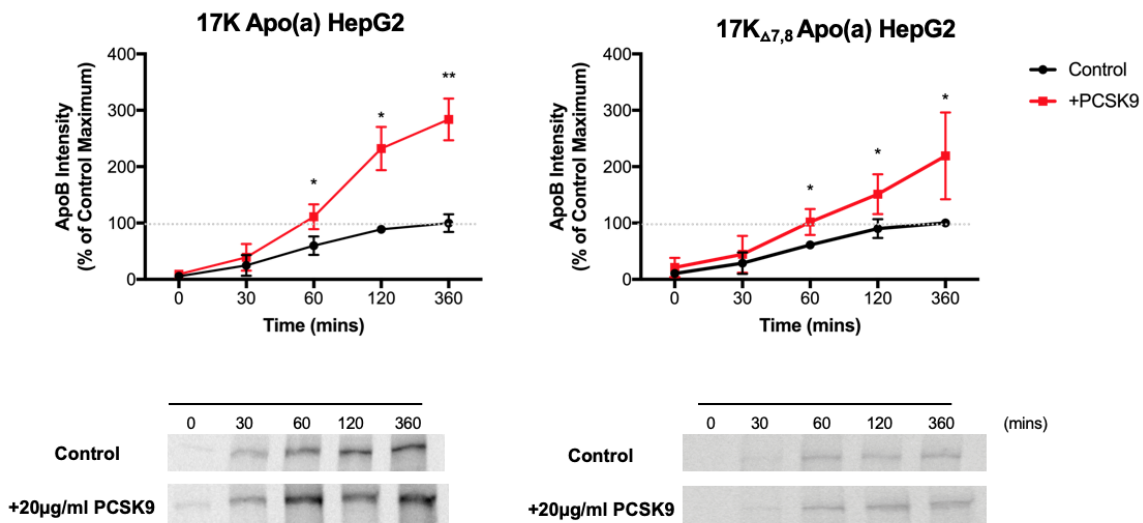 17K Apo(a) HepG2
ApoB Intensity
(% of Control Maximum)
400
300
200
100
0
**
*
*
0 30 60 120 360
Time (mins)
17KΔ7,8 Apo(a) HepG2
ApoB Intensity
(% of Control Maximum)
400
300
200
100
0
*
*
*
0 30 60 120 360
Time (mins)
Control
+PCSK9
0 30 60 120 360
Control
+20µg/ml PCSK9
0 30 60 120 360 (mins)
Control
+20µg/ml PCSK9